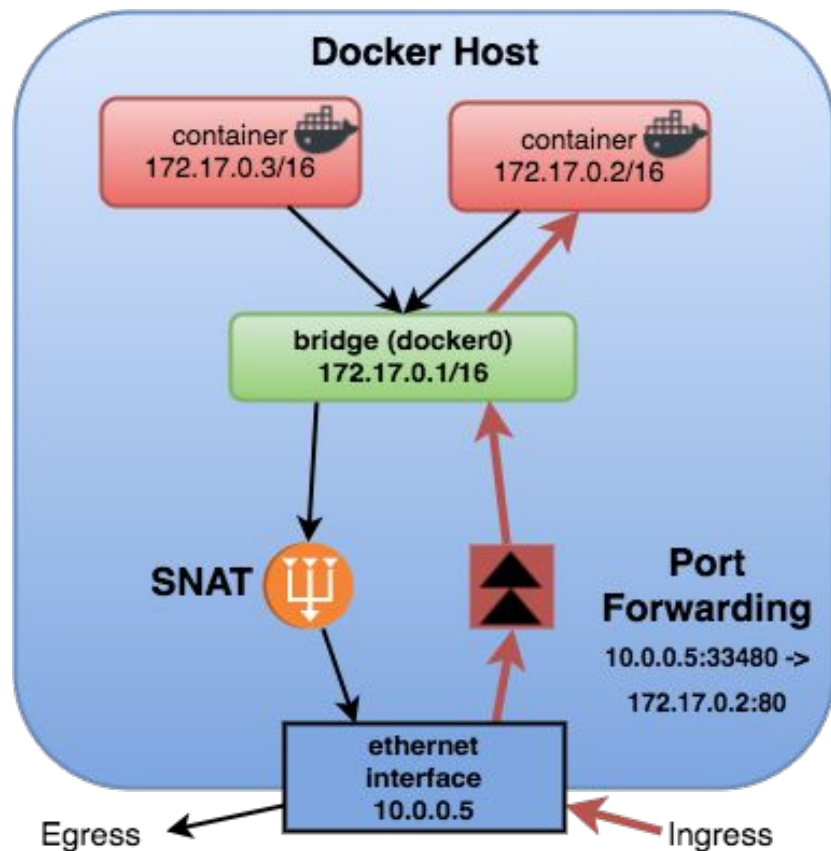 Docker Host
container
172.17.0.3/16
container
172.17.0.2/16
bridge (docker0)
172.17.0.1/16
SNAT
Port
Forwarding
10.0.0.5:33480 ->
172.17.0.2:80
ethernet
interface
10.0.0.5
Egress
Ingress